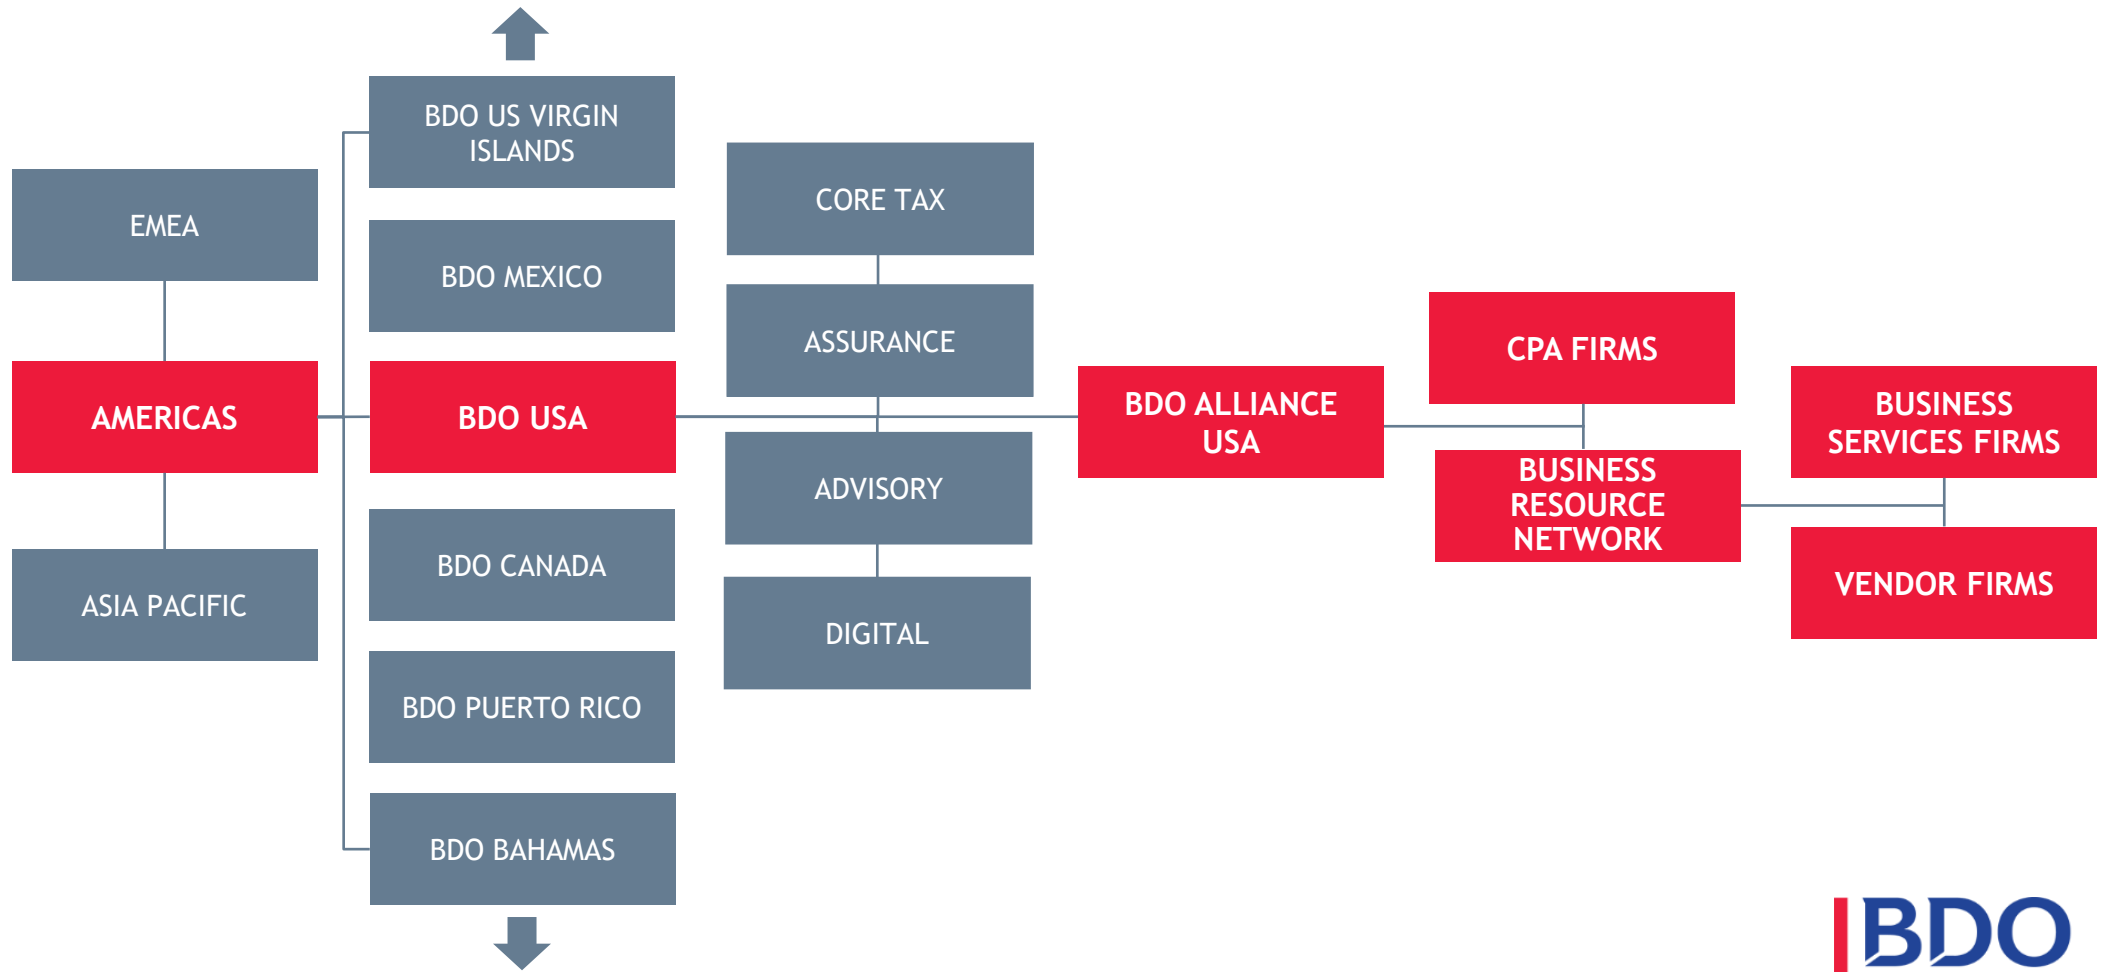 EMEA
AMERICAS
ASIA PACIFIC
BDO US VIRGIN
ISLANDS
BDO MEXICO
BDO USA
BDO CANADA
BDO PUERTO RICO
BDO BAHAMAS
CORE TAX
ASSURANCE
ADVISORY
DIGITAL
BDO ALLIANCE
USA
CPA FIRMS
BUSINESS
RESOURCE
NETWORK
BUSINESS
SERVICES FIRMS
VENDOR FIRMS
BDO